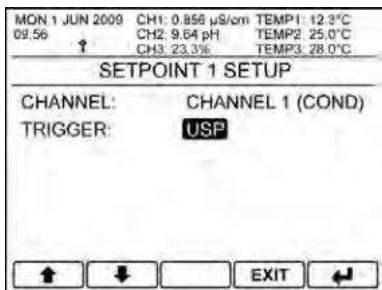 MON 1 JUN 2009 CH1: 0.856 µS/cm TEMP1: 12.3°C
09:56 CH2: 9.64 pH TEMP2: 25.0°C
CH3: 23.3% TEMP3: 28.0°C
SETPOINT 1 SETUP
CHANNEL: CHANNEL 1 (COND)
TRIGGER: USP
EXIT